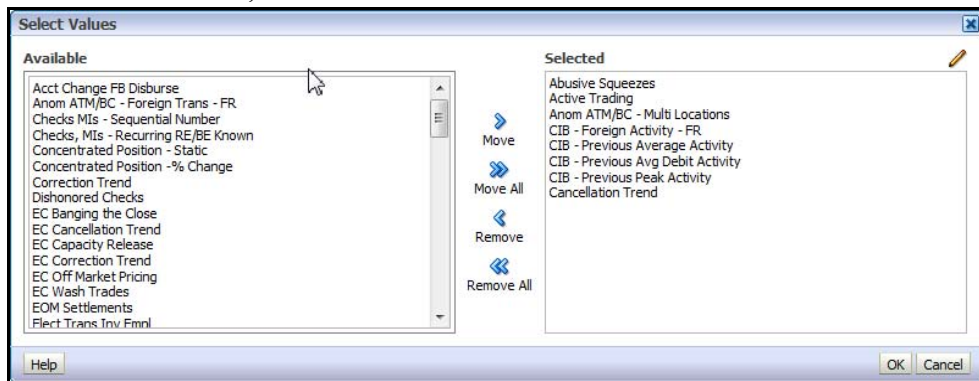 Select Values
Available
Acct Change FB Disburse
Anom ATM/BC - Foreign Trans - FR
Checks MIs - Sequential Number
Checks, MIs - Recurring RE/BE Known
Concentrated Position - Static
Concentrated Position -% Change
Correction Trend
Dishonored Checks
EC Banging the Close
EC Cancellation Trend
EC Capacity Release
EC Correction Trend
EC Off Market Pricing
EC Wash Trades
EOM Settlements
Elect Trans Inv Empl
Move
Move All
Remove
Remove All
Selected
Abusive Squeezes
Active Trading
Anom ATM/BC - Multi Locations
CIB - Foreign Activity - FR
CIB - Previous Average Activity
CIB - Previous Avg Debit Activity
CIB - Previous Peak Activity
Cancellation Trend
Help
OK
Cancel